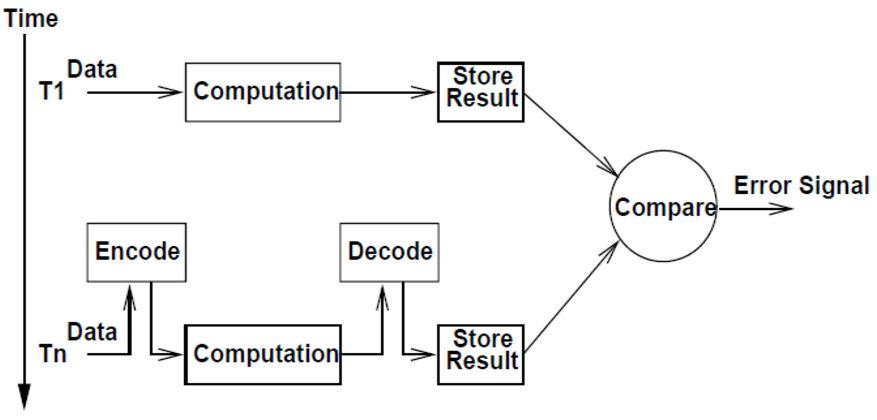 Time
Data
T1
Computation
Store
Result
Compare
Error Signal
Encode
Decode
Data
Tn
Computation
Store
Result